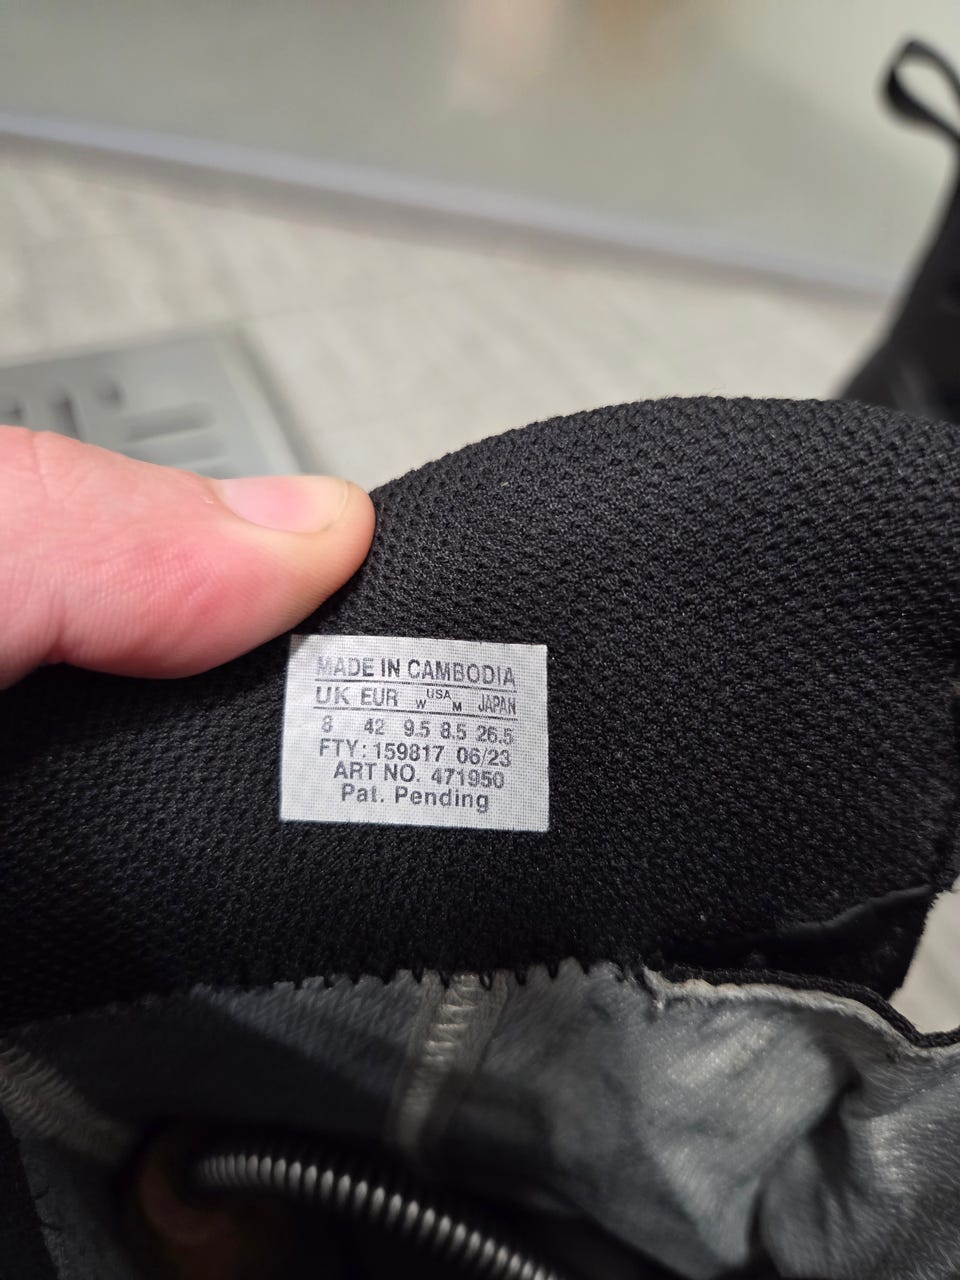 MADE IN CAMBODIA
UK EUR W USA M JAPAN
8 42 9.5 8.5 26.5
FTY: 159817 06/23
ART NO. 471950
Pat. Pending